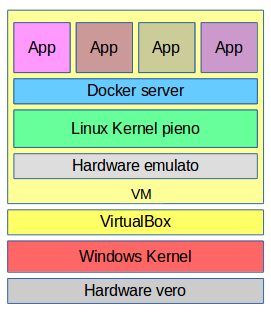 App App App App
Docker server
Linux Kernel pieno
Hardware emulato
VM
VirtualBox
Windows Kernel
Hardware vero